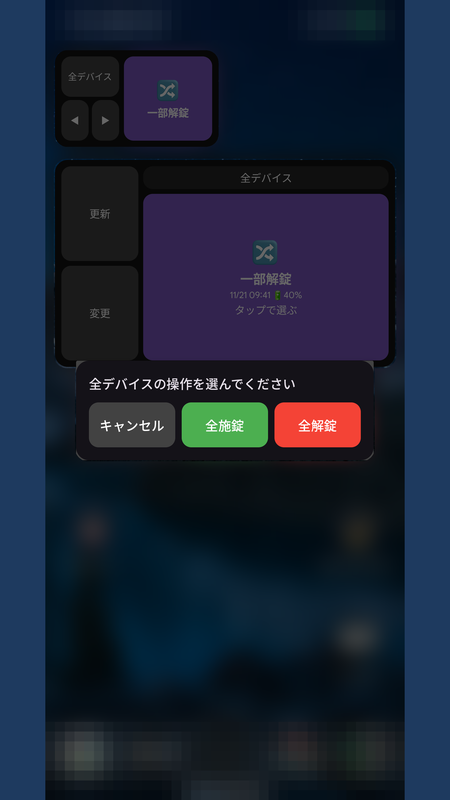 全デバイス
◀ ▶
一部解錠
更新
変更
全デバイス
一部解錠
11/21 09:41 40%
タップで選ぶ
全デバイスの操作を選んでください
キャンセル 全施錠 全解錠